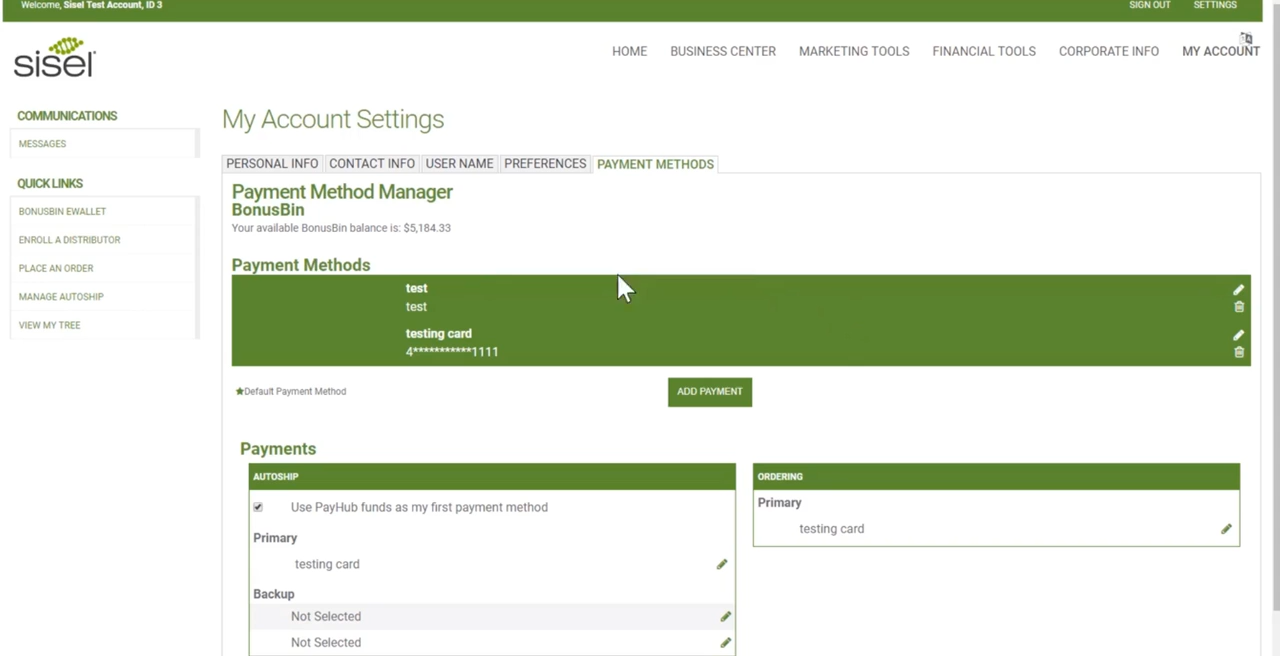 Welcome, Sisel Test Account, ID 3
SIGN OUT SETTINGS
sisel
HOME BUSINESS CENTER MARKETING TOOLS FINANCIAL TOOLS CORPORATE INFO MY ACCOUNT
COMMUNICATIONS
MESSAGES
QUICK LINKS
BONUSBIN EWALLET
ENROLL A DISTRIBUTOR
PLACE AN ORDER
MANAGE AUTOSHIP
VIEW MY TREE
My Account Settings
PERSONAL INFO CONTACT INFO USER NAME PREFERENCES PAYMENT METHODS
Payment Method Manager
BonusBin
Your available BonusBin balance is: $5,184.33
Payment Methods
test
test
testing card
4***********1111
★Default Payment Method
ADD PAYMENT
Payments
AUTOSHIP
Use PayHub funds as my first payment method
Primary
testing card
Backup
Not Selected
Not Selected
ORDERING
Primary
testing card